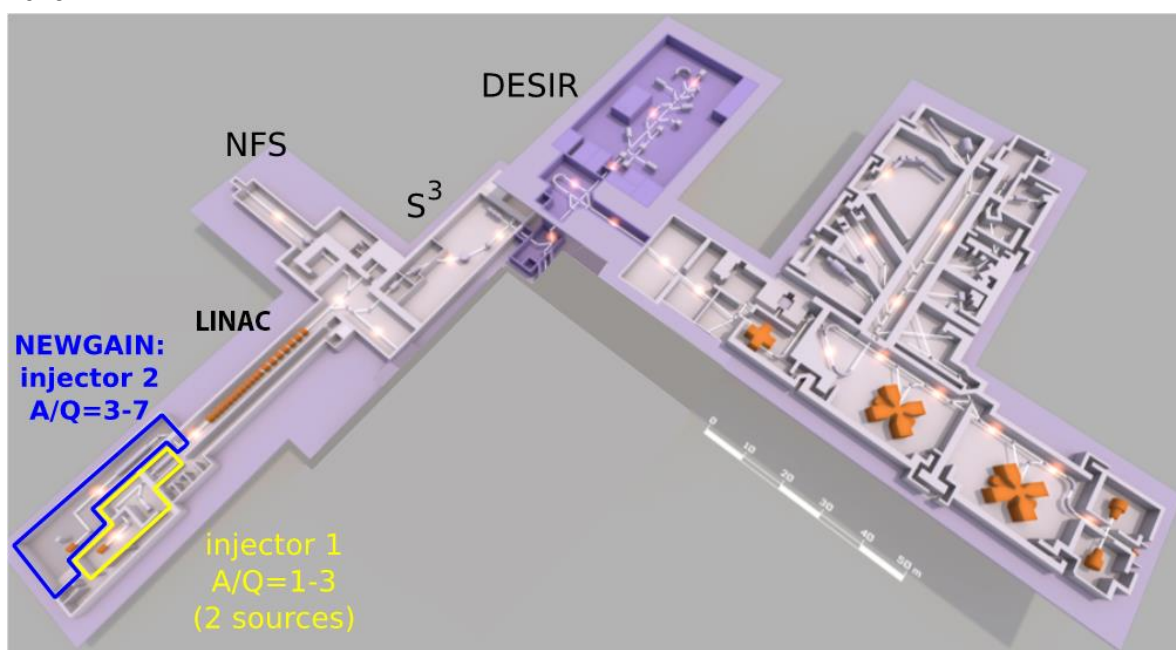 DESIR
NFS
S³
LINAC
NEWGAIN:
injector 2
A/Q=3-7
injector 1
A/Q=1-3
(2 sources)
0
10
20
30
40
50 m